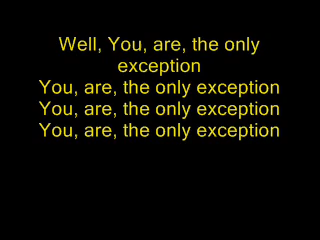 Well, You, are, the only
exception
You, are, the only exception
You, are, the only exception
You, are, the only exception